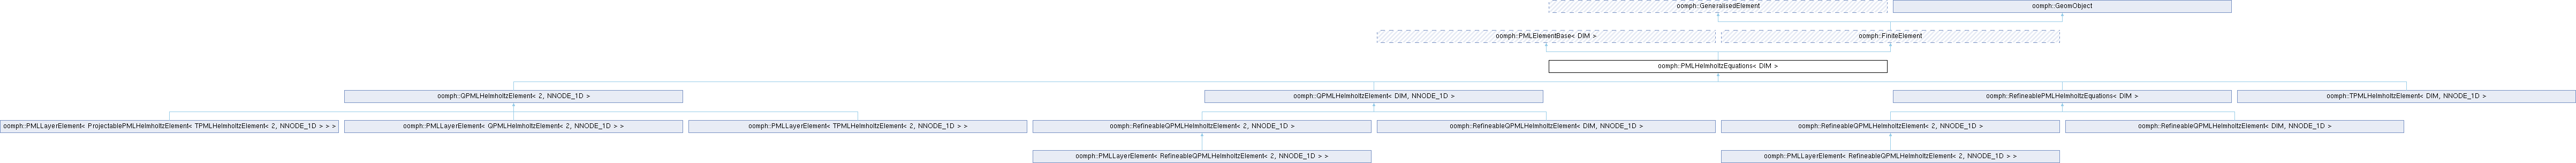 oomph::GeneralisedElement
oomph::GeomObject
oomph::PMLElementBase< DIM >
oomph::FiniteElement
oomph::PMLHelmholtzEquations< DIM >
oomph::QPMLHelmholtzElement< 2, NNODE_1D >
oomph::QPMLHelmholtzElement< DIM, NNODE_1D >
oomph::RefineablePMLHelmholtzEquations< DIM >
oomph::TPMLHelmholtzElement< DIM, NNODE_1D >
oomph::PMLLayerElement< ProjectablePMLHelmholtzElement< TPMLHelmholtzElement< 2, NNODE_1D > > >
oomph::PMLLayerElement< QPMLHelmholtzElement< 2, NNODE_1D > >
oomph::PMLLayerElement< TPMLHelmholtzElement< 2, NNODE_1D > >
oomph::RefineableQPMLHelmholtzElement< 2, NNODE_1D >
oomph::RefineableQPMLHelmholtzElement< DIM, NNODE_1D >
oomph::RefineableQPMLHelmholtzElement< 2, NNODE_1D >
oomph::RefineableQPMLHelmholtzElement< DIM, NNODE_1D >
oomph::PMLLayerElement< RefineableQPMLHelmholtzElement< 2, NNODE_1D > >
oomph::PMLLayerElement< RefineableQPMLHelmholtzElement< 2, NNODE_1D > >